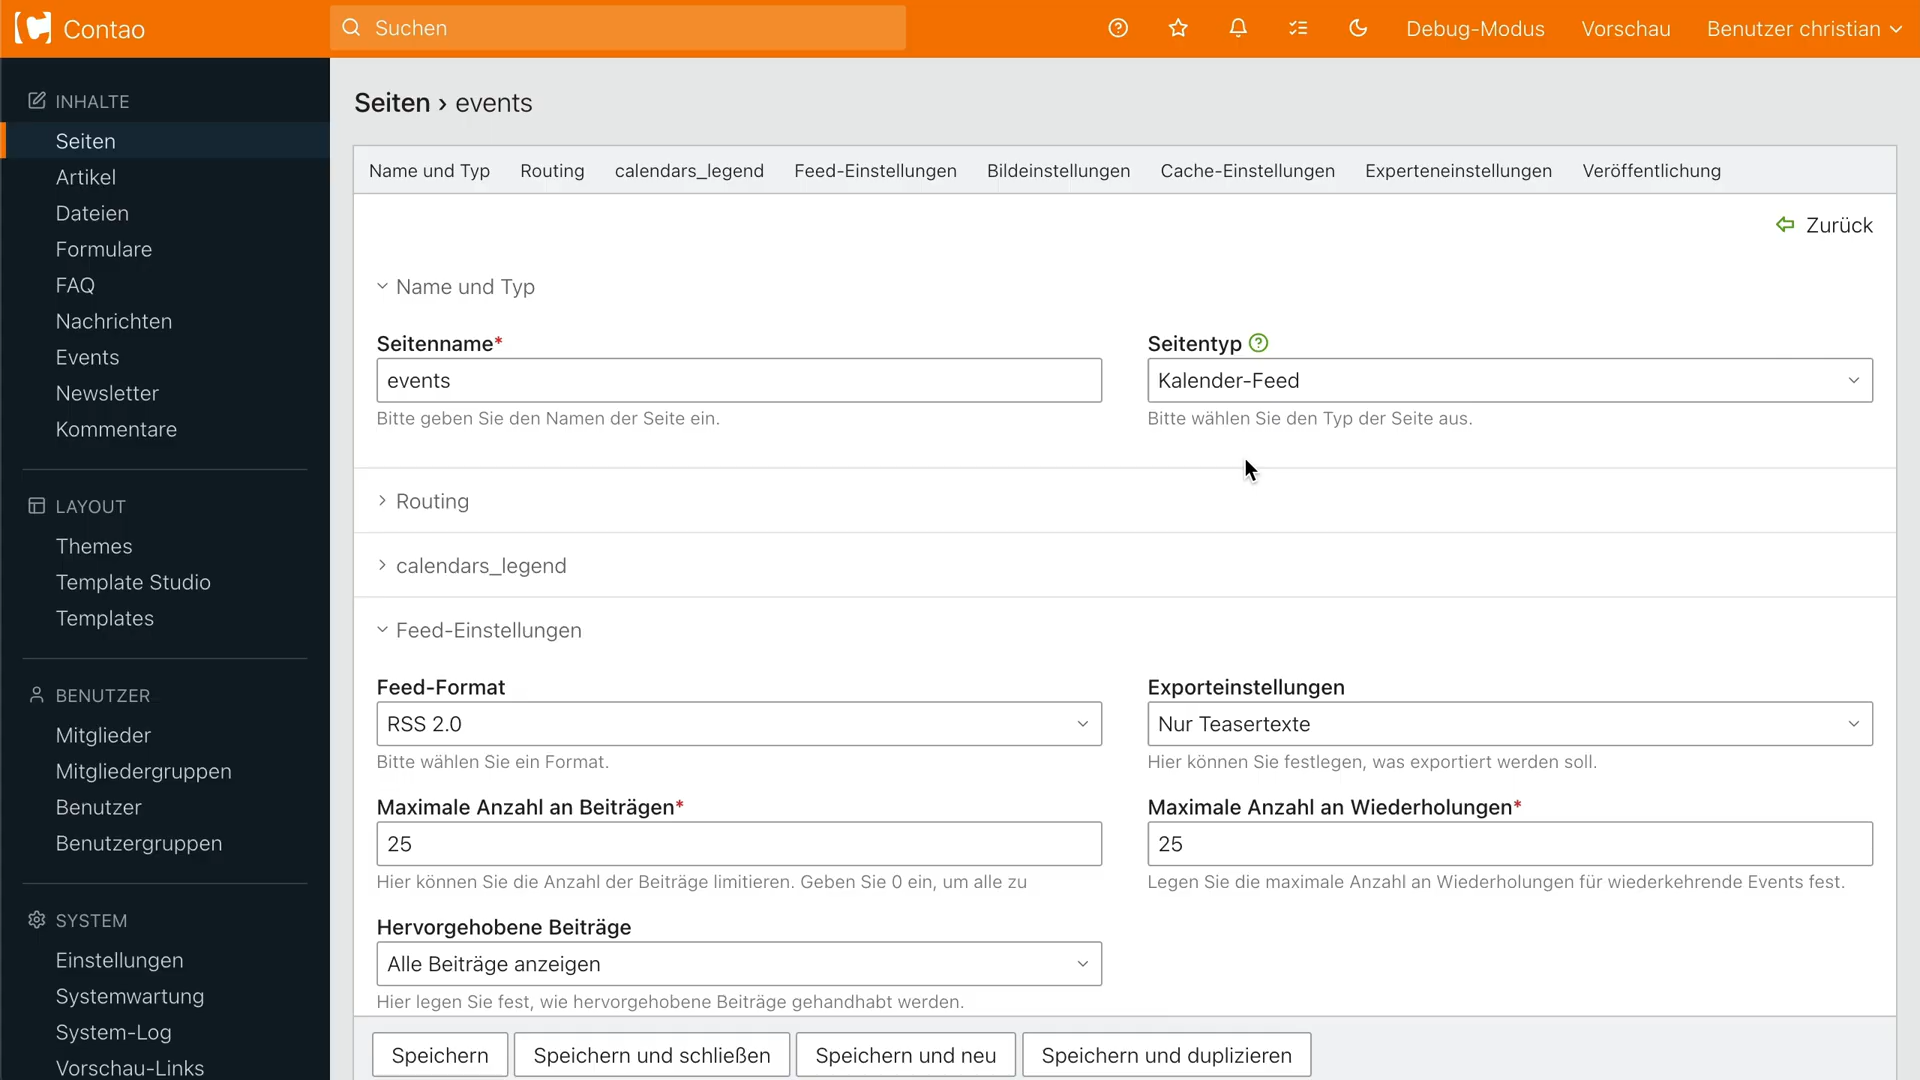 Contao
Suchen
Debug-Modus
Vorschau
Benutzer christian
INHALTE
Seiten
Artikel
Dateien
Formulare
FAQ
Nachrichten
Events
Newsletter
Kommentare
LAYOUT
Themes
Template Studio
Templates
BENUTZER
Mitglieder
Mitgliedergruppen
Benutzer
Benutzergruppen
SYSTEM
Einstellungen
Systemwartung
System-Log
Vorschau-Links
Seiten › events
Name und Typ Routing calendars_legend Feed-Einstellungen Bildeinstellungen Cache-Einstellungen Experteneinstellungen Veröffentlichung
Zurück
Name und Typ
Seitenname*
events
Bitte geben Sie den Namen der Seite ein.
Seitentyp
Kalender-Feed
Bitte wählen Sie den Typ der Seite aus.
Routing
calendars_legend
Feed-Einstellungen
Feed-Format
RSS 2.0
Bitte wählen Sie ein Format.
Exporteinstellungen
Nur Teasertexte
Hier können Sie festlegen, was exportiert werden soll.
Maximale Anzahl an Beiträgen*
25
Hier können Sie die Anzahl der Beiträge limitieren. Geben Sie 0 ein, um alle zu
Maximale Anzahl an Wiederholungen*
25
Legen Sie die maximale Anzahl an Wiederholungen für wiederkehrende Events fest.
Hervorgehobene Beiträge
Alle Beiträge anzeigen
Hier legen Sie fest, wie hervorgehobene Beiträge gehandhabt werden.
Speichern
Speichern und schließen
Speichern und neu
Speichern und duplizieren